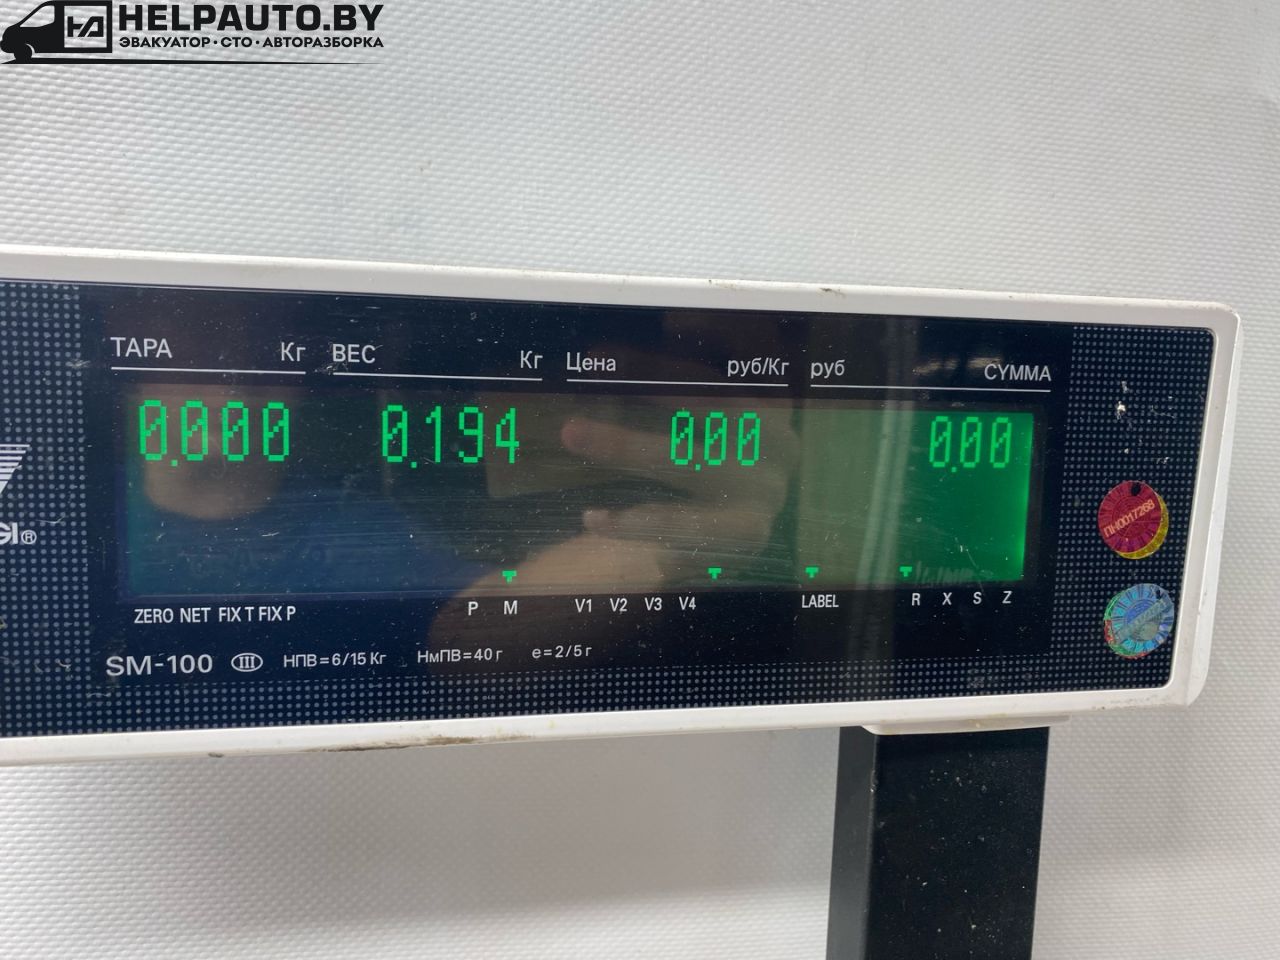 HELPAUTO.BY
ЭВАКУАТОР·СТО·АВТОРАЗБОРКА
ТАРА Кг ВЕС Кг Цена руб/Кг руб СУММА
0.000 0.194 0.00 0.00
GI®
ПН0017268
ZERO NET FIX T FIX P P M V1 V2 V3 V4 LABEL R X S Z
SM-100 III НПВ=6/15 Кг НмПВ=40 г e=2/5 г